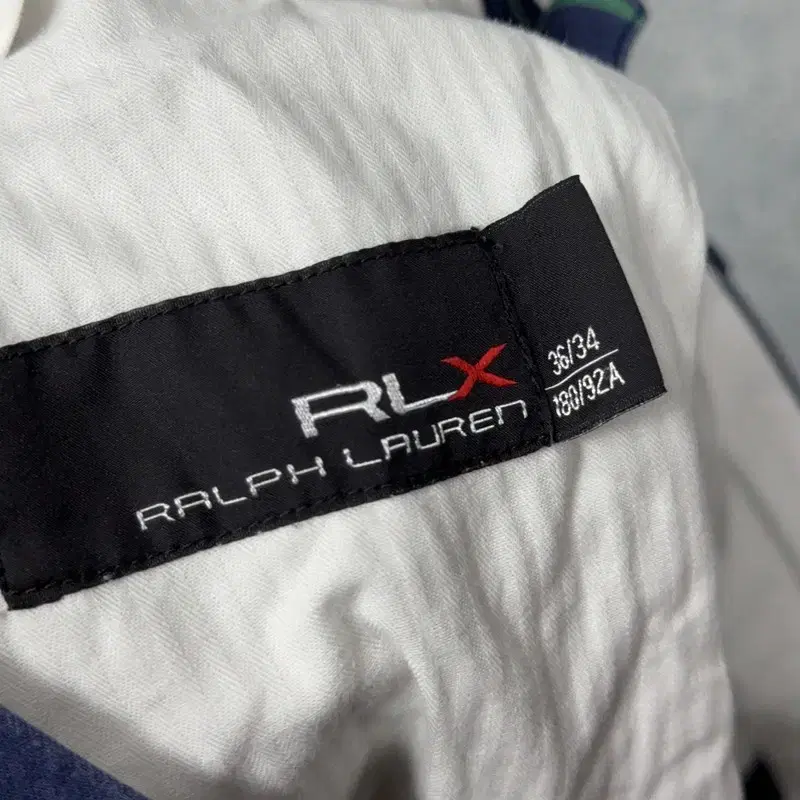 RLX
RALPH LAUREN
36/34
180/92A